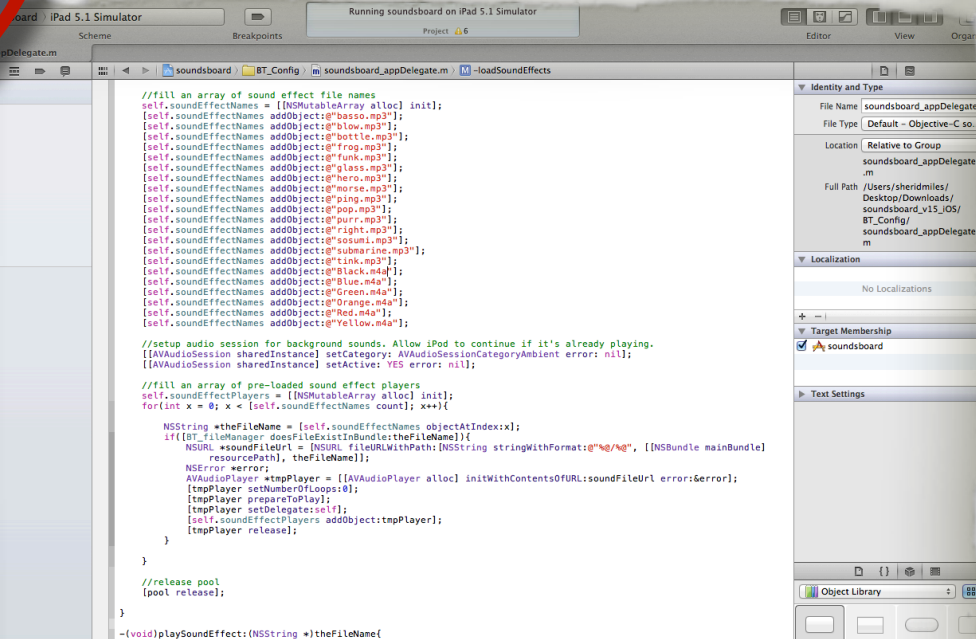 oard iPad 5.1 Simulator
Running soundsboard on iPad 5.1 Simulator
Project 6
Scheme
Breakpoints
Editor
View
Organ
ppDelegate.m
soundsboard BT_Config soundsboard_appDelegate.m M -loadSoundEffects
//fill an array of sound effect file names
self.soundEffectNames = [[NSMutableArray alloc] init];
[self.soundEffectNames addObject:@"basso.mp3"];
[self.soundEffectNames addObject:@"blow.mp3"];
[self.soundEffectNames addObject:@"bottle.mp3"];
[self.soundEffectNames addObject:@"frog.mp3"];
[self.soundEffectNames addObject:@"funk.mp3"];
[self.soundEffectNames addObject:@"glass.mp3"];
[self.soundEffectNames addObject:@"hero.mp3"];
[self.soundEffectNames addObject:@"morse.mp3"];
[self.soundEffectNames addObject:@"ping.mp3"];
[self.soundEffectNames addObject:@"pop.mp3"];
[self.soundEffectNames addObject:@"purr.mp3"];
[self.soundEffectNames addObject:@"right.mp3"];
[self.soundEffectNames addObject:@"sosumi.mp3"];
[self.soundEffectNames addObject:@"submarine.mp3"];
[self.soundEffectNames addObject:@"tink.mp3"];
[self.soundEffectNames addObject:@"Black.m4a"];
[self.soundEffectNames addObject:@"Blue.m4a"];
[self.soundEffectNames addObject:@"Green.m4a"];
[self.soundEffectNames addObject:@"Orange.m4a"];
[self.soundEffectNames addObject:@"Red.m4a"];
[self.soundEffectNames addObject:@"Yellow.m4a"];
//setup audio session for background sounds. Allow iPod to continue if it's already playing.
[[AVAudioSession sharedInstance] setCategory: AVAudioSessionCategoryAmbient error: nil];
[[AVAudioSession sharedInstance] setActive: YES error: nil];
//fill an array of pre-loaded sound effect players
self.soundEffectPlayers = [[NSMutableArray alloc] init];
for(int x = 0; x < [self.soundEffectNames count]; x++){
NSString *theFileName = [self.soundEffectNames objectAtIndex:x];
if([BT_fileManager doesFileExistInBundle:theFileName]){
NSURL *soundFileUrl = [NSURL fileURLWithPath:[NSString stringWithFormat:@"%@/%@", [[NSBundle mainBundle]
resourcePath], theFileName]];
NSError *error;
AVAudioPlayer *tmpPlayer = [[AVAudioPlayer alloc] initWithContentsOfURL:soundFileUrl error:&error];
[tmpPlayer setNumberOfLoops:0];
[tmpPlayer prepareToPlay];
[tmpPlayer setDelegate:self];
[self.soundEffectPlayers addObject:tmpPlayer];
[tmpPlayer release];
}
}
//release pool
[pool release];
}
-(void)playSoundEffect:(NSString *)theFileName{
Identity and Type
File Name soundsboard_appDelegate
File Type Default - Objective-C so..
Location Relative to Group
soundsboard_appDelegate
.m
Full Path /Users/sheridmiles/
Desktop/Downloads/
soundsboard_v15_iOS/
BT_Config/
soundsboard_appDelegate
m
Localization
No Localizations
+ -
Target Membership
soundsboard
Text Settings
{}
Object Library